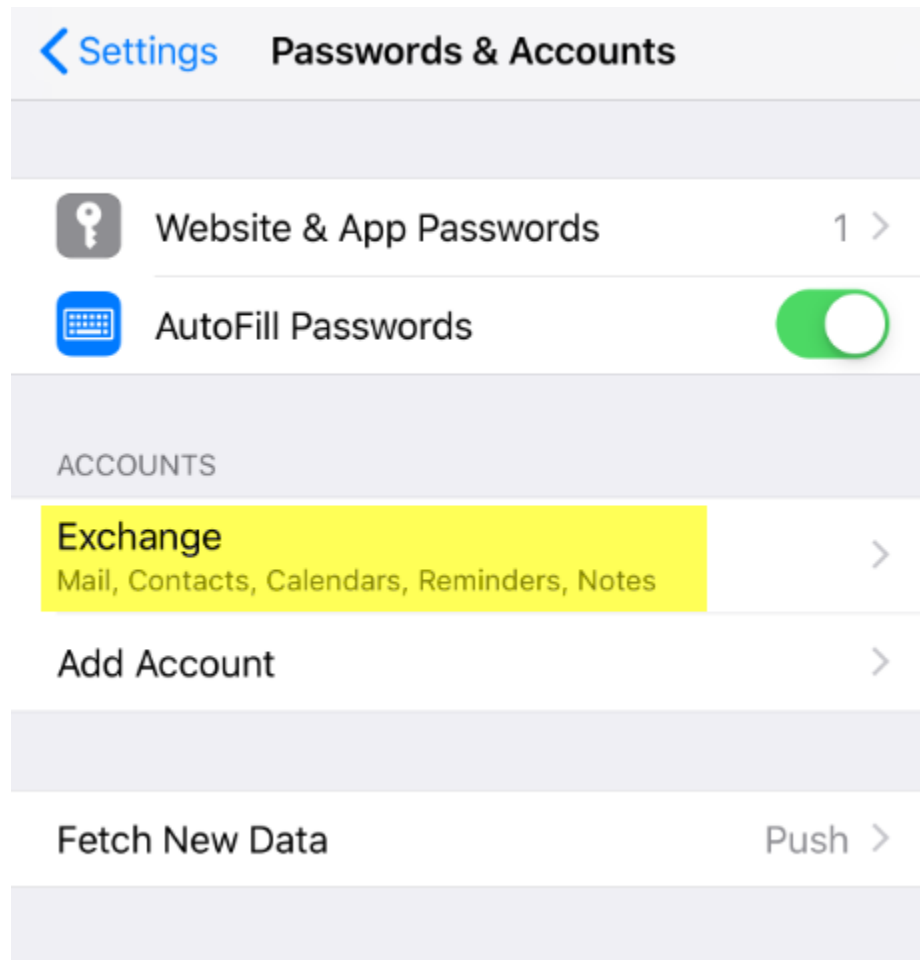 Settings Passwords & Accounts
Website & App Passwords 1
AutoFill Passwords
ACCOUNTS
Exchange
Mail, Contacts, Calendars, Reminders, Notes
Add Account
Fetch New Data Push